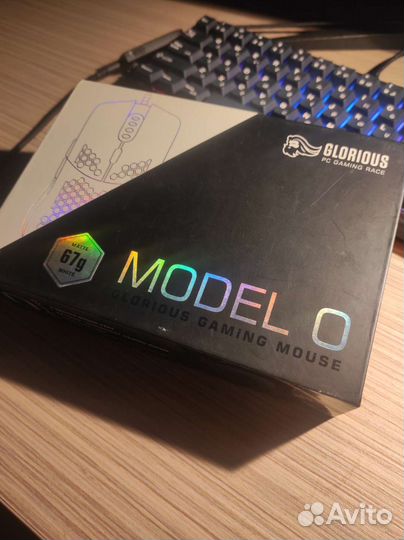 GLORIOUS
PC GAMING RACE
MATTE
67g
WHITE
MODEL O
GLORIOUS GAMING MOUSE
Avito